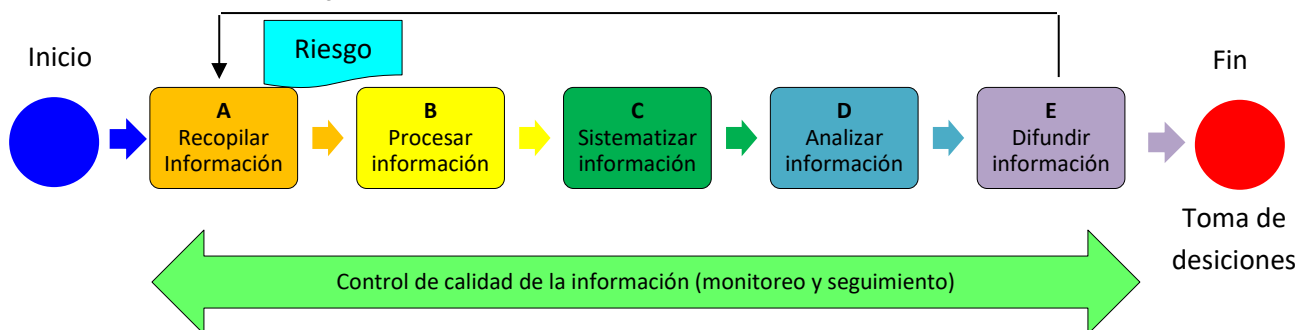 Riesgo
Inicio
Fin
A
Recopilar
Información
B
Procesar
información
C
Sistematizar
información
D
Analizar
información
E
Difundir
información
Toma de
desiciones
Control de calidad de la información (monitoreo y seguimiento)